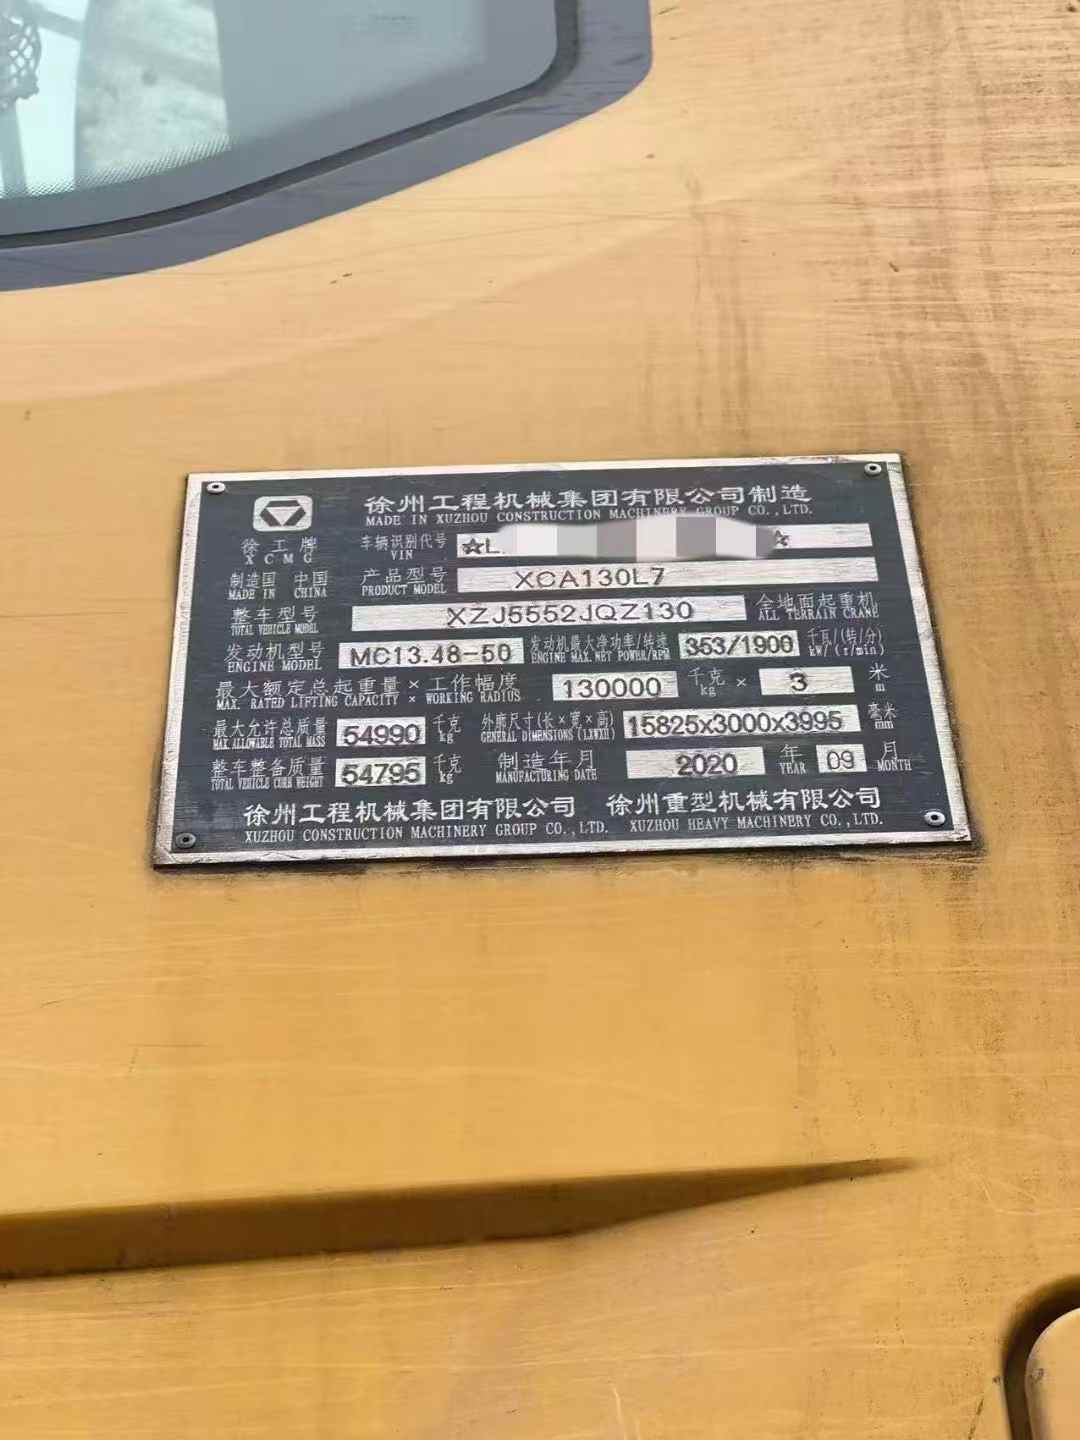 徐州工程机械集团有限公司制造
MADE IN XUZHOU CONSTRUCTION MACHINERY GROUP CO.,LTD.
徐工牌 车辆识别代号 ☆L ☆
XCMG VIN
制造国 中国 产品型号 XCA130L7
MADE IN CHINA PRODUCT MODEL
整车型号 XZJ5552JQZ130 全地面起重机
TOTAL VEHICLE MODEL ALL TERRAIN CRANE
发动机型号 MC13.48-50 发动机最大净功率/转速 353/1900 千瓦/(转/分)
ENGINE MODEL ENGINE MAX. NET POWER/RPM kW/(r/min)
最大额定总起重量×工作幅度 130000 千克 × 3 米
MAX. RATED LIFTING CAPACITY × WORKING RADIUS kg m
最大允许总质量 54990 千克 外廓尺寸(长×宽×高) 15825x3000x3995 毫米
MAX ALLOWABLE TOTAL MASS kg GENERAL DIMENSIONS (LXWXH) mm
整车整备质量 54795 千克 制造年月 2020 年 09 月
TOTAL VEHICLE CURB WEIGHT kg MANUFACTURING DATE YEAR MONTH
徐州工程机械集团有限公司 徐州重型机械有限公司
XUZHOU CONSTRUCTION MACHINERY GROUP CO.,LTD. XUZHOU HEAVY MACHINERY CO.,LTD.